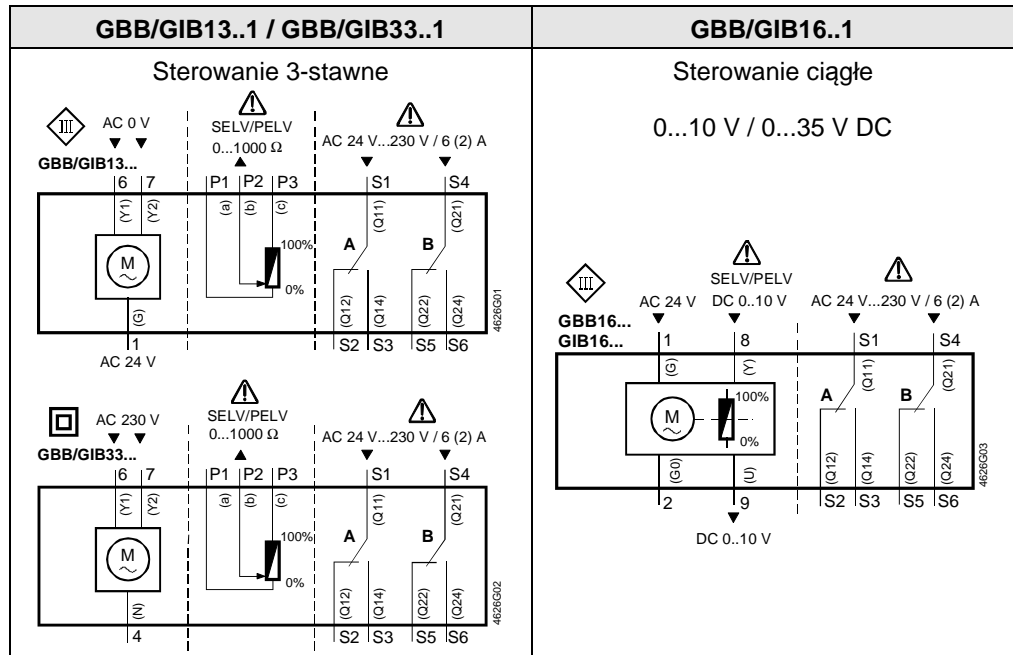 GBB/GIB13..1 / GBB/GIB33..1
GBB/GIB16..1
Sterowanie 3-stawne
Sterowanie ciągłe
0...10 V / 0...35 V DC
III
AC 0 V
SELV/PELV
0...1000 Ω
AC 24 V...230 V / 6 (2) A
GBB/GIB13...
6 7 P1 P2 P3 S1 S4
(Y1) (Y2) (a) (b) (c) (Q11) (Q21)
M
100%
0%
A
B
(G) (Q12) (Q14) (Q22) (Q24)
1 S2 S3 S5 S6
AC 24 V
4626G01
AC 230 V
SELV/PELV
0...1000 Ω
AC 24 V...230 V / 6 (2) A
GBB/GIB33...
6 7 P1 P2 P3 S1 S4
(Y1) (Y2) (a) (b) (c) (Q11) (Q21)
M
100%
0%
A
B
(N) (Q12) (Q14) (Q22) (Q24)
4 S2 S3 S5 S6
4626G02
III
AC 24 V
SELV/PELV
DC 0..10 V
AC 24 V...230 V / 6 (2) A
GBB16...
GIB16...
1 8 S1 S4
(G) (Y) (Q11) (Q21)
M
100%
0%
A
B
(G0) (U) (Q12) (Q14) (Q22) (Q24)
2 9 S2 S3 S5 S6
DC 0..10 V
4626G03